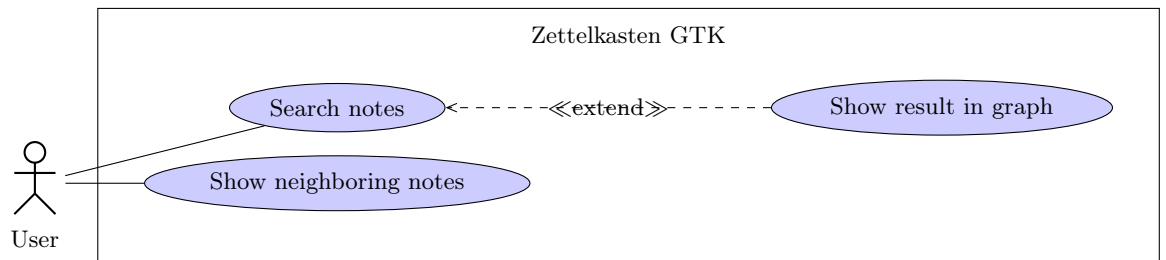 Zettelkasten GTK
Search notes
≪extend≫
Show result in graph
Show neighboring notes
User